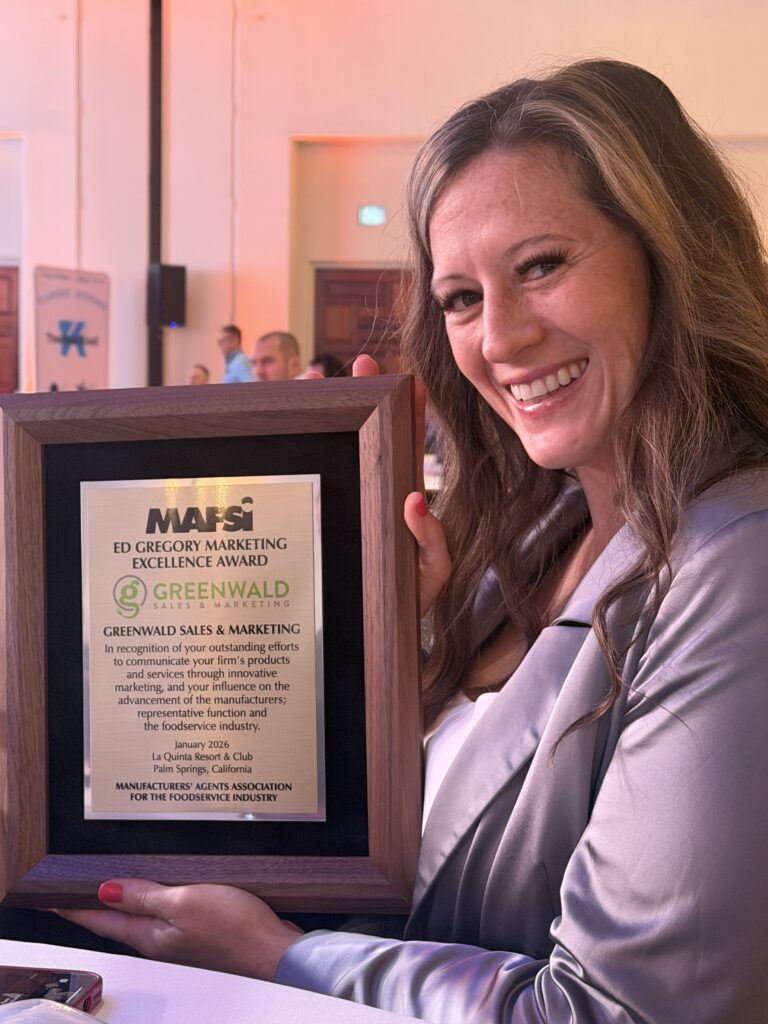 MAFSi
ED GREGORY MARKETING
EXCELLENCE AWARD
g GREENWALD
SALES & MARKETING
GREENWALD SALES & MARKETING
In recognition of your outstanding efforts
to communicate your firm's products
and services through innovative
marketing, and your influence on the
advancement of the manufacturers;
representative function and
the foodservice industry.
January 2026
La Quinta Resort & Club
Palm Springs, California
MANUFACTURERS' AGENTS ASSOCIATION
FOR THE FOODSERVICE INDUSTRY